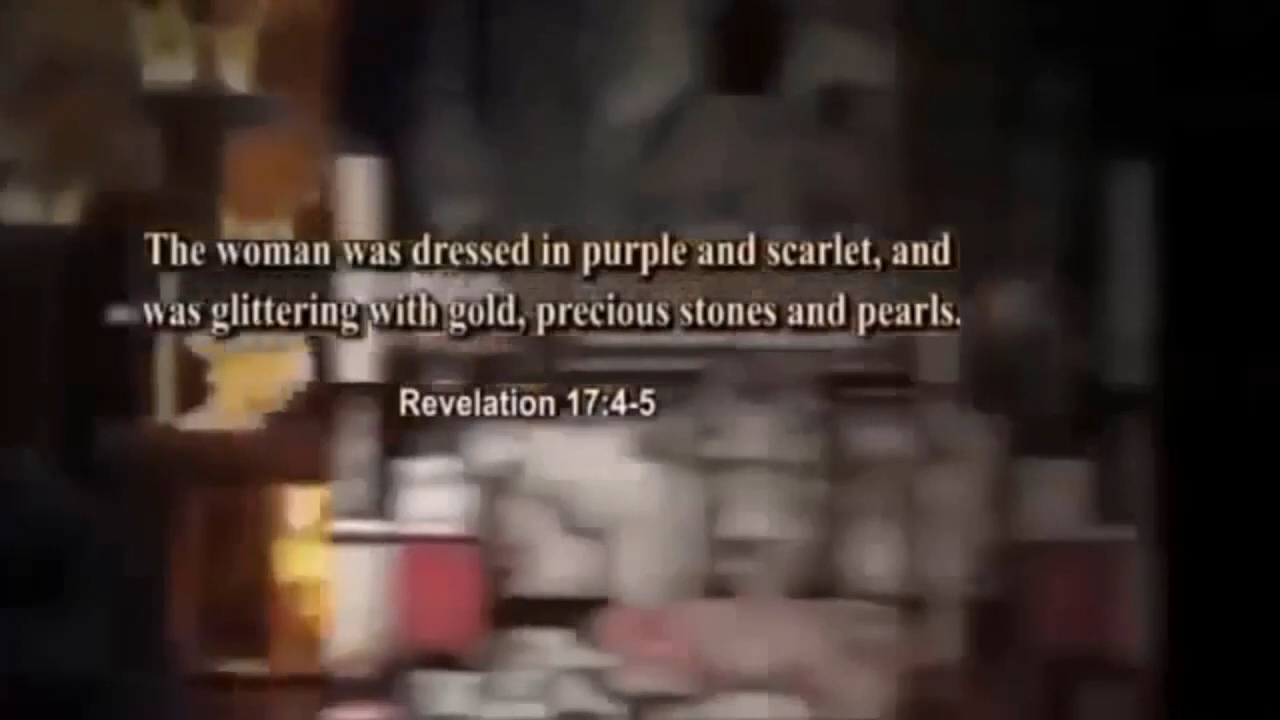 The woman was dressed in purple and scarlet, and
was glittering with gold, precious stones and pearls.
Revelation 17:4-5